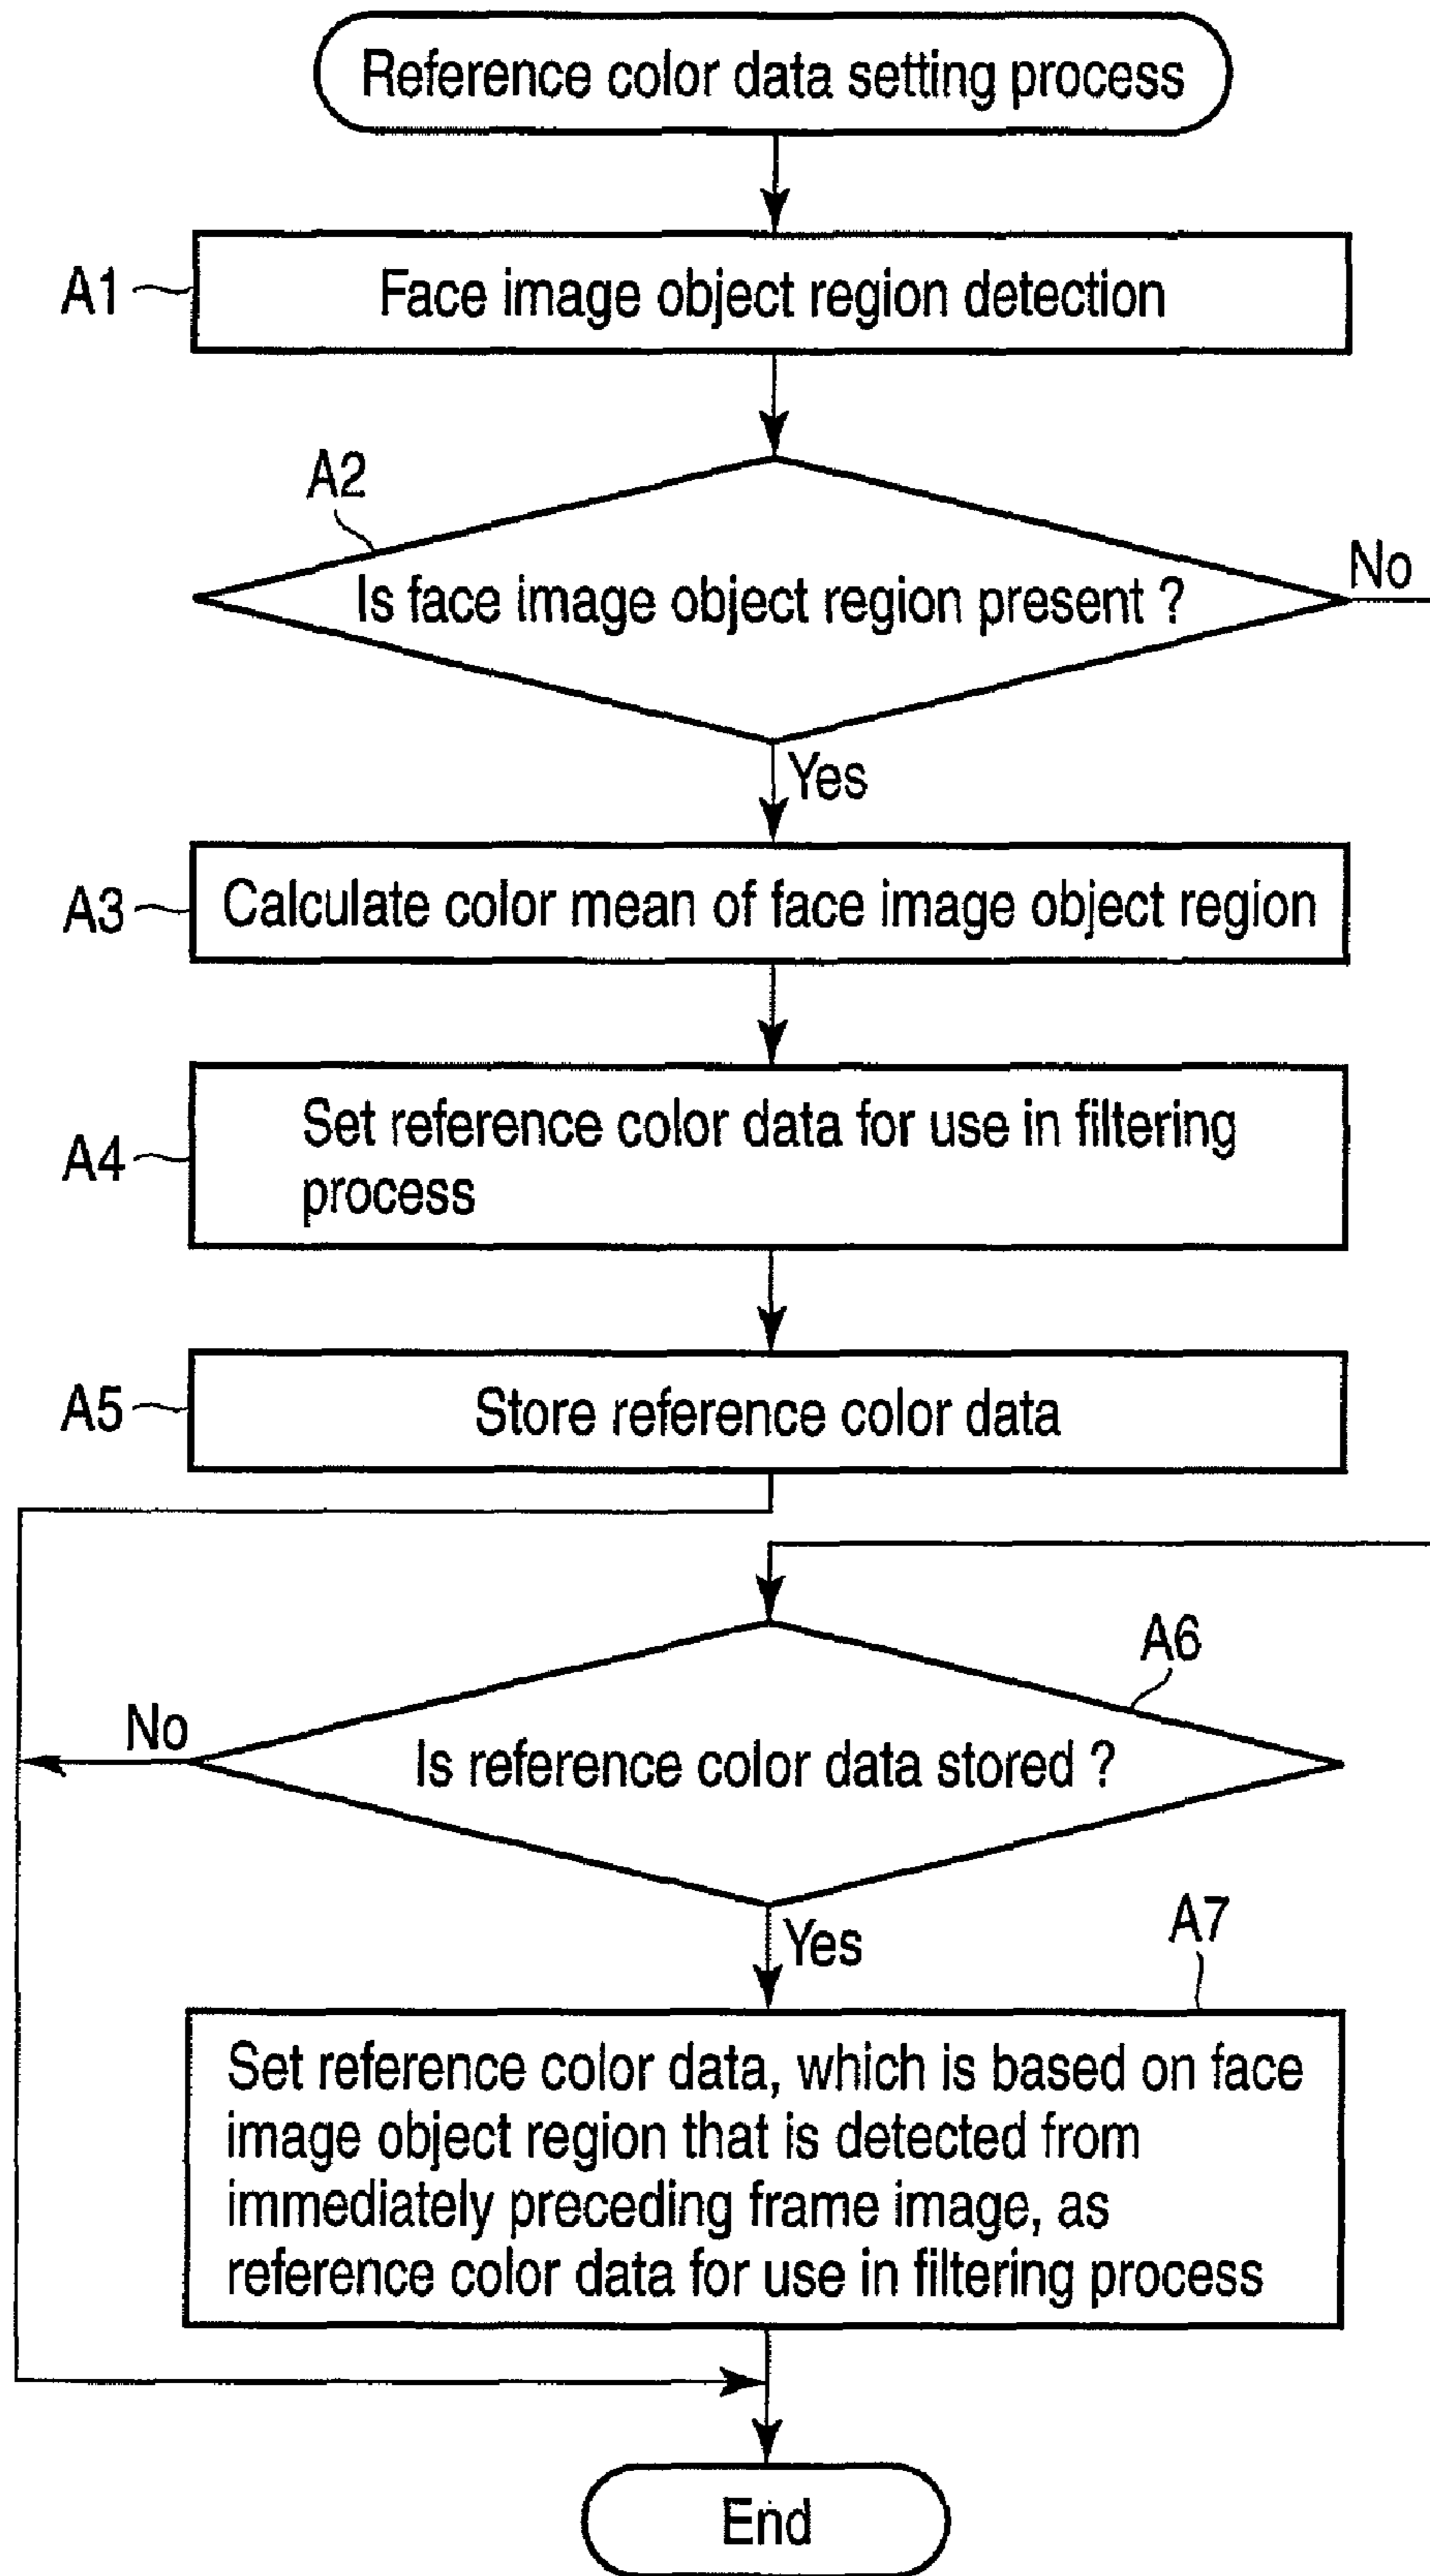 Reference color data setting process
A1
Face image object region detection
A2
Is face image object region present ?
No
Yes
A3
Calculate color mean of face image object region
A4
Set reference color data for use in filtering
process
A5
Store reference color data
A6
No
Is reference color data stored ?
Yes
A7
Set reference color data, which is based on face
image object region that is detected from
immediately preceding frame image, as
reference color data for use in filtering process
End